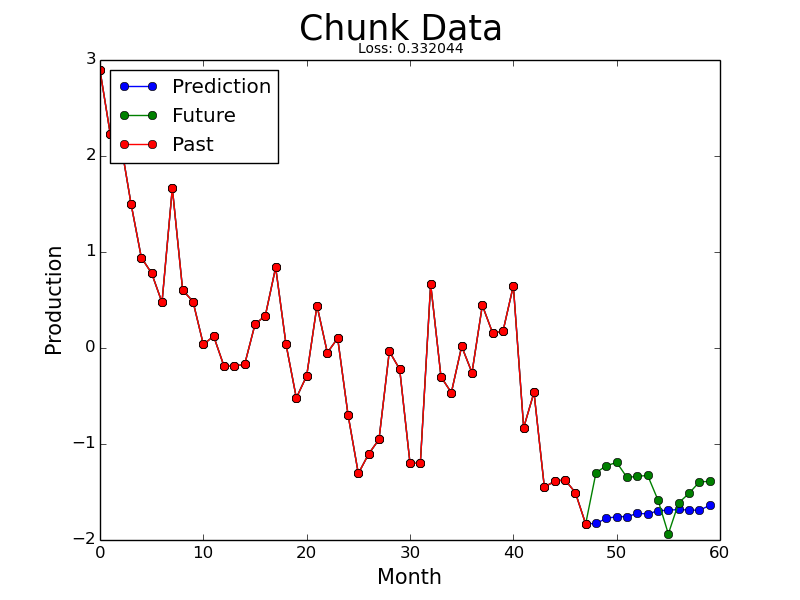 Chunk Data
Loss: 0.332044
Prediction
Future
Past
Production
3
2
1
0
−1
−2
0 10 20 30 40 50 60
Month